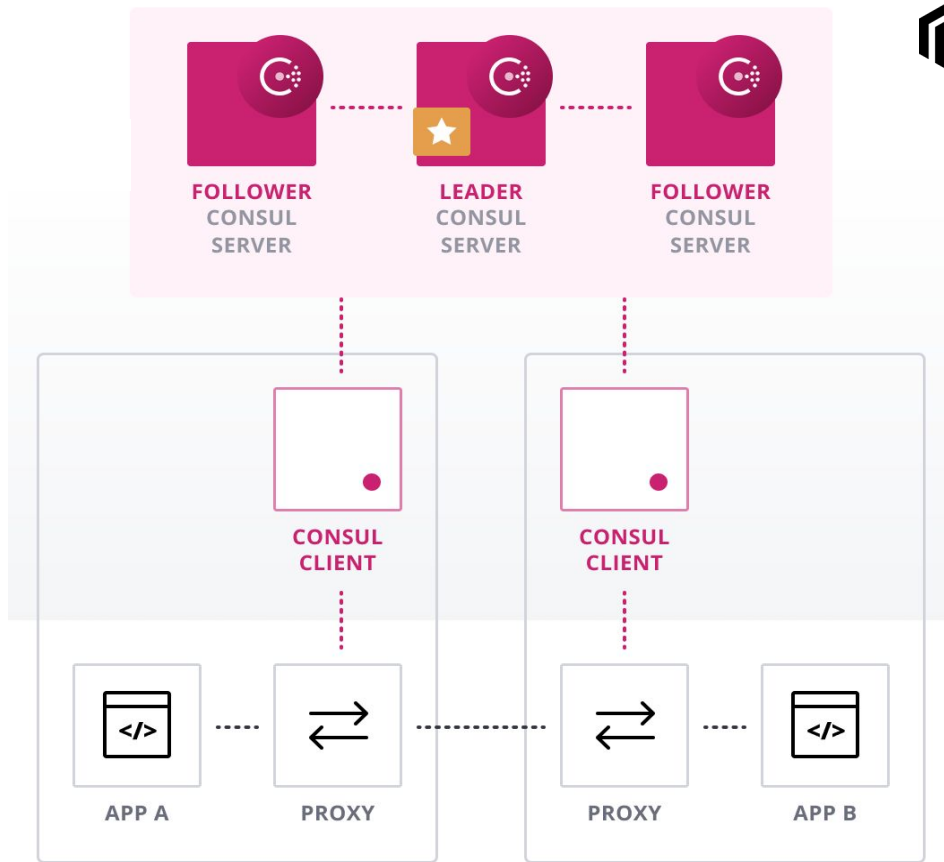 FOLLOWER
CONSUL
SERVER
LEADER
CONSUL
SERVER
FOLLOWER
CONSUL
SERVER
CONSUL
CLIENT
CONSUL
CLIENT
</>
</>
APP A
PROXY
PROXY
APP B